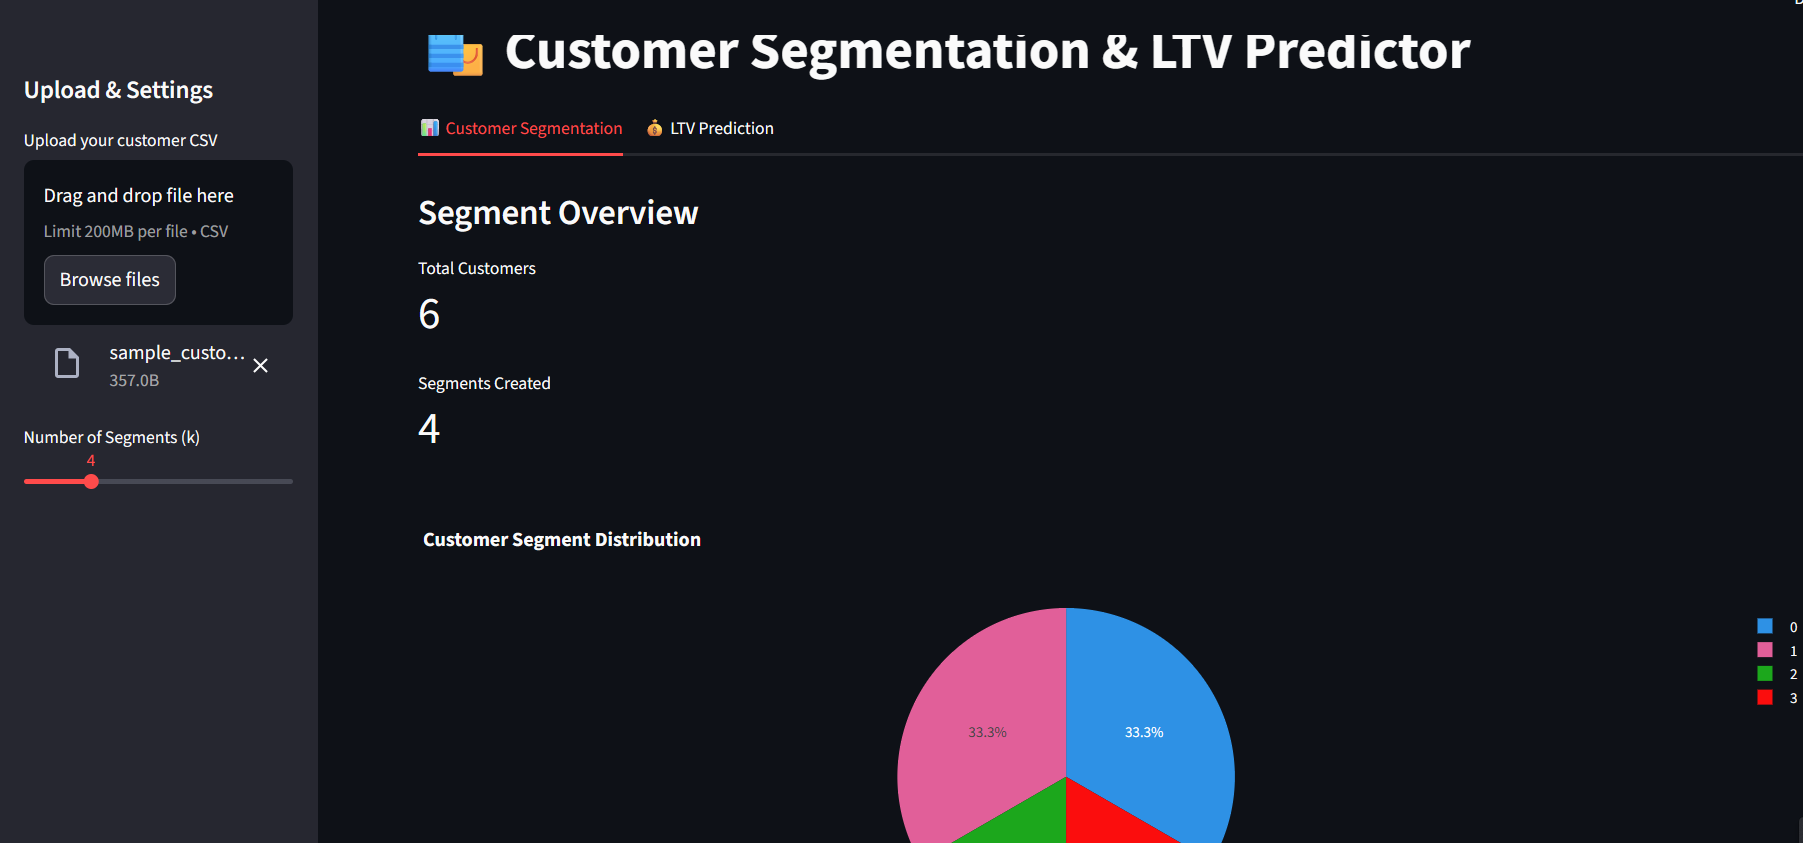 Upload & Settings
Upload your customer CSV
Drag and drop file here
Limit 200MB per file • CSV
Browse files
sample_custo...
357.0B
Number of Segments (k)
4
Customer Segmentation & LTV Predictor
Customer Segmentation
LTV Prediction
Segment Overview
Total Customers
6
Segments Created
4
Customer Segment Distribution
33.3%
33.3%
0
1
2
3